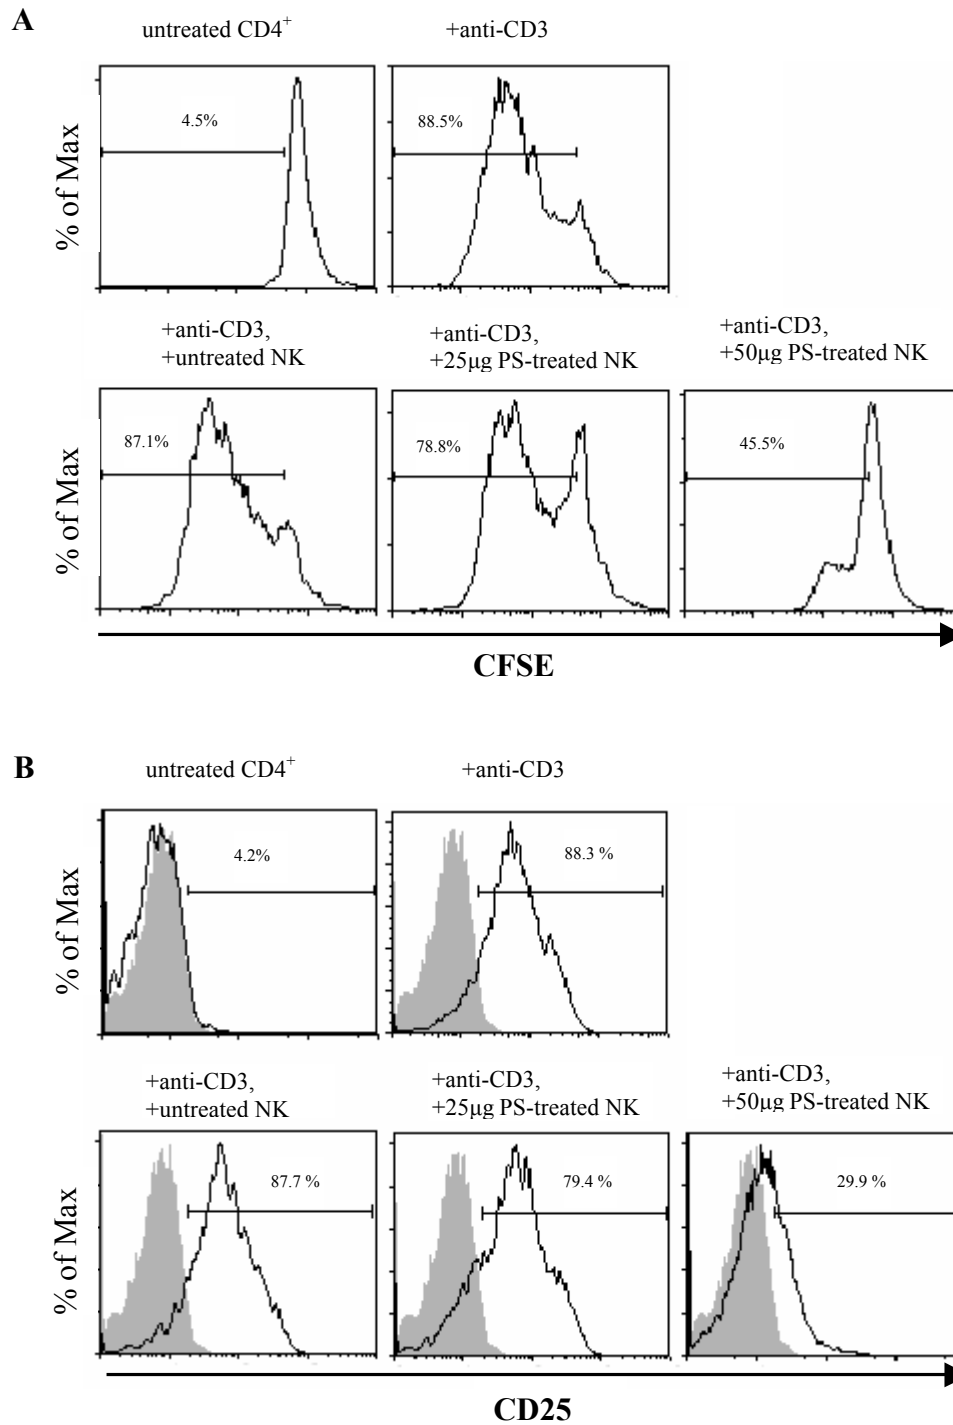 A
untreated CD4+
+anti-CD3
% of Max
4.5%
88.5%
+anti-CD3,
+untreated NK
+anti-CD3,
+25µg PS-treated NK
+anti-CD3,
+50µg PS-treated NK
% of Max
87.1%
78.8%
45.5%
CFSE
B
untreated CD4+
+anti-CD3
% of Max
4.2%
88.3 %
+anti-CD3,
+untreated NK
+anti-CD3,
+25µg PS-treated NK
+anti-CD3,
+50µg PS-treated NK
% of Max
87.7 %
79.4 %
29.9 %
CD25